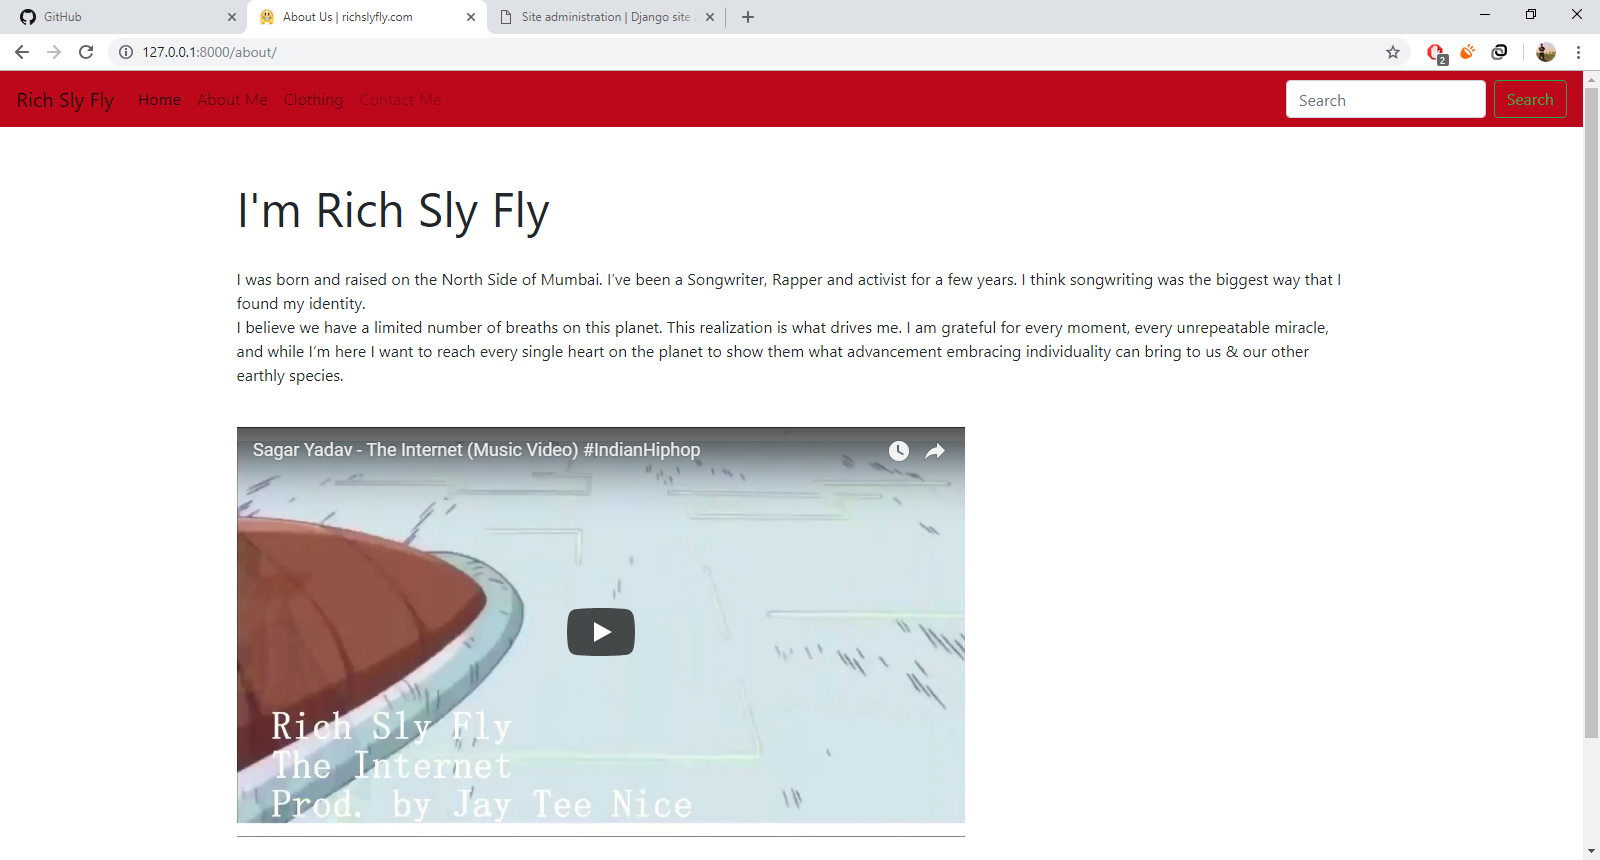 GitHub
About Us | richslyfly.com
Site administration | Django site
127.0.0.1:8000/about/
2
Rich Sly Fly
Home
About Me
Clothing
Contact Me
Search
Search
I'm Rich Sly Fly
I was born and raised on the North Side of Mumbai. I’ve been a Songwriter, Rapper and activist for a few years. I think songwriting was the biggest way that I
found my identity.
I believe we have a limited number of breaths on this planet. This realization is what drives me. I am grateful for every moment, every unrepeatable miracle,
and while I’m here I want to reach every single heart on the planet to show them what advancement embracing individuality can bring to us & our other
earthly species.
Sagar Yadav - The Internet (Music Video) #IndianHiphop
Rich Sly Fly
The Internet
Prod. by Jay Tee Nice